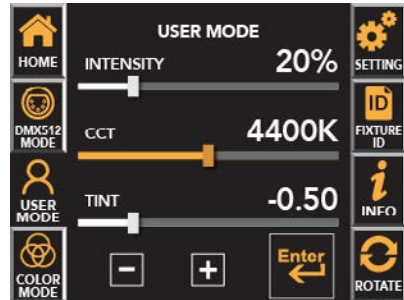 USER MODE
HOME
INTENSITY 20%
SETTING
DMX512
MODE
CCT 4400K
ID
FIXTURE
ID
USER
MODE
TINT -0.50
i
INFO
COLOR
MODE
- +
Enter
ROTATE